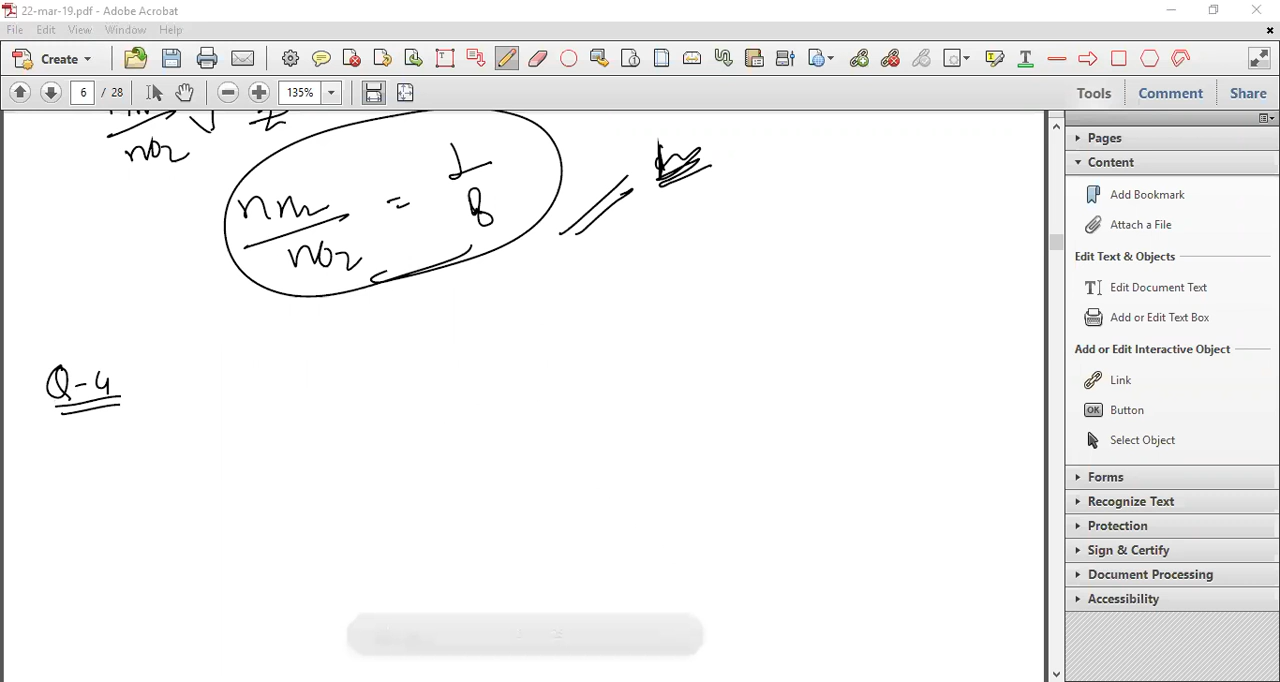 22-mar-19.pdf - Adobe Acrobat
File Edit View Window Help
Create
6 / 28 135% Tools Comment Share
nO2
1
nH2 = 8
nO2
Q-4
Pages
Content
Add Bookmark
Attach a File
Edit Text & Objects
Edit Document Text
Add or Edit Text Box
Add or Edit Interactive Object
Link
OK Button
Select Object
Forms
Recognize Text
Protection
Sign & Certify
Document Processing
Accessibility